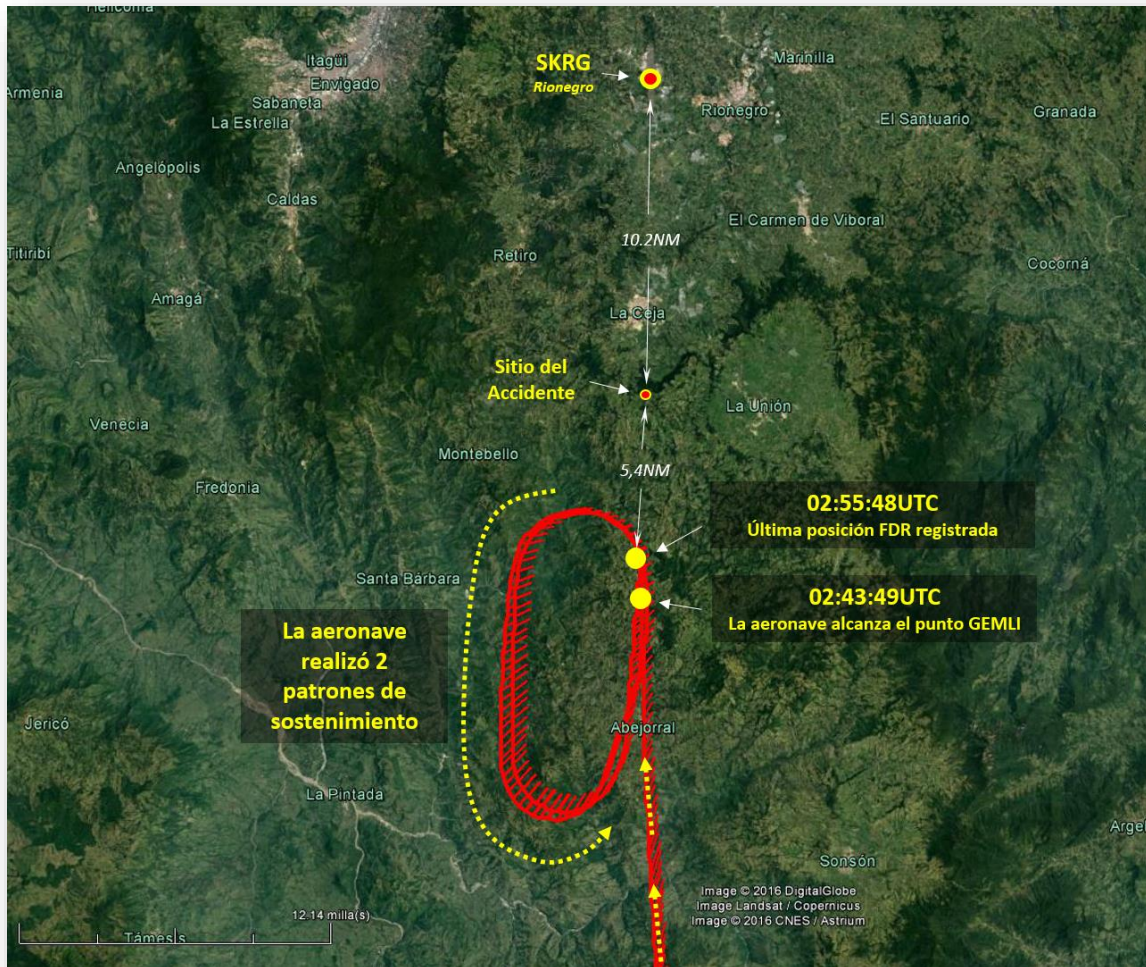 Heliconia
Itagüí
Envigado
Sabaneta
La Estrella
Armenia
SKRG
Rionegro
Marinilla
Rionegro
El Santuario
Granada
Angelópolis
Caldas
El Carmen de Viboral
10.2NM
Titiribí
Retiro
Cocorná
Amagá
La Ceja
Sitio del
Accidente
La Unión
Venecia
Montebello
5,4NM
Fredonia
02:55:48UTC
Última posición FDR registrada
Santa Bárbara
02:43:49UTC
La aeronave alcanza el punto GEMLI
La aeronave
realizó 2
patrones de
sostenimiento
Jericó
Abejorral
La Pintada
Argel
Sonsón
Image © 2016 DigitalGlobe
Image Landsat / Copernicus
Image © 2016 CNES / Astrium
12.14 milla(s)
Támesis